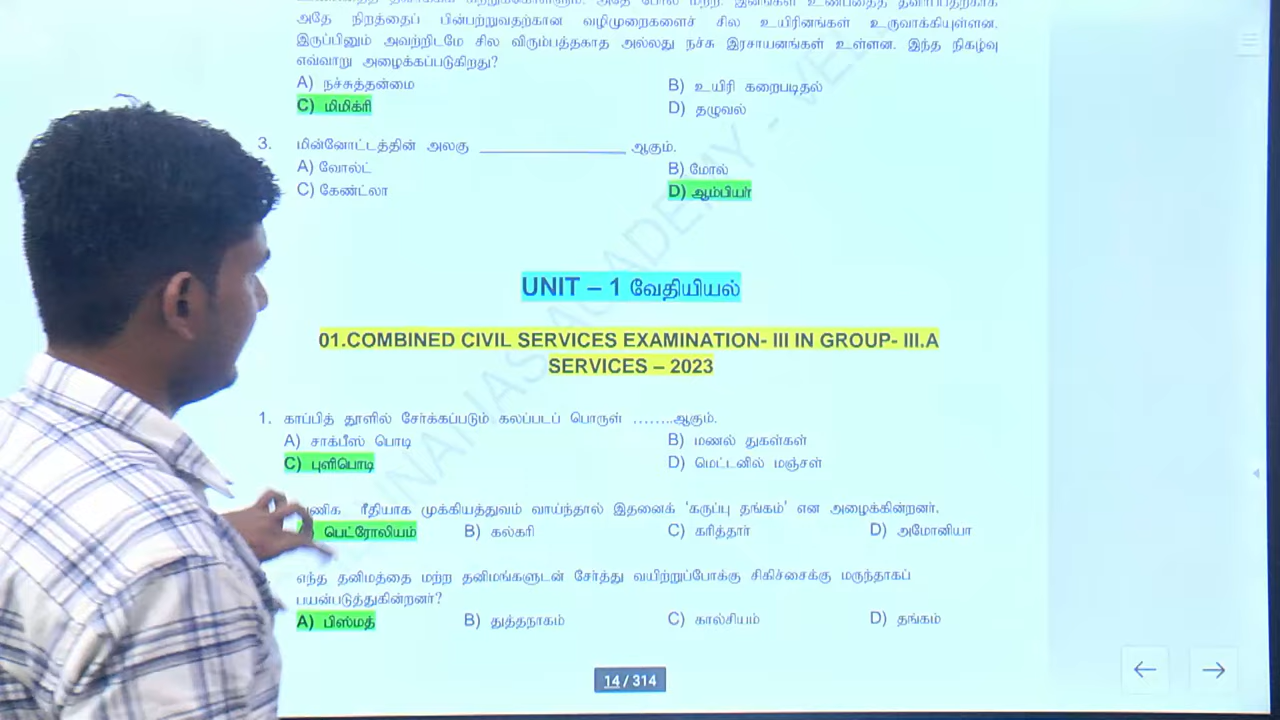 அதே நிறத்தைப் பின்பற்றுவதற்கான வழிமுறைகளைச் சில உயிரினங்கள் உருவாக்கியுள்ளன.
இருப்பினும் அவற்றிடமே சில விரும்பத்தகாத அல்லது நச்சு இரசாயனங்கள் உள்ளன. இந்த நிகழ்வு
எவ்வாறு அழைக்கப்படுகிறது?
A) நச்சுத்தன்மை B) உயிரி கறைபடிதல்
C) மிமிக்ரி D) தழுவல்
3. மின்னோட்டத்தின் அலகு ______________ ஆகும்.
A) வோல்ட் B) மோல்
C) கேண்ட்லா D) ஆம்பியர்
UNIT – 1 வேதியியல்
01.COMBINED CIVIL SERVICES EXAMINATION- III IN GROUP- III.A
SERVICES – 2023
1. காப்பித் தூளில் சேர்க்கப்படும் கலப்படப் பொருள் ……..ஆகும்.
A) சாக்பீஸ் பொடி B) மணல் துகள்கள்
C) புளிபொடி D) மெட்டனில் மஞ்சள்
ரீதியாக முக்கியத்துவம் வாய்ந்தால் இதனைக் 'கருப்பு தங்கம்' என அழைக்கின்றனர்.
பெட்ரோலியம் B) கல்கரி C) கரித்தார் D) அமோனியா
எந்த தனிமத்தை மற்ற தனிமங்களுடன் சேர்த்து வயிற்றுப்போக்கு சிகிச்சைக்கு மருந்தாகப்
பயன்படுத்துகின்றனர்?
A) பிஸ்மத் B) துத்தநாகம் C) கால்சியம் D) தங்கம்
14 / 314